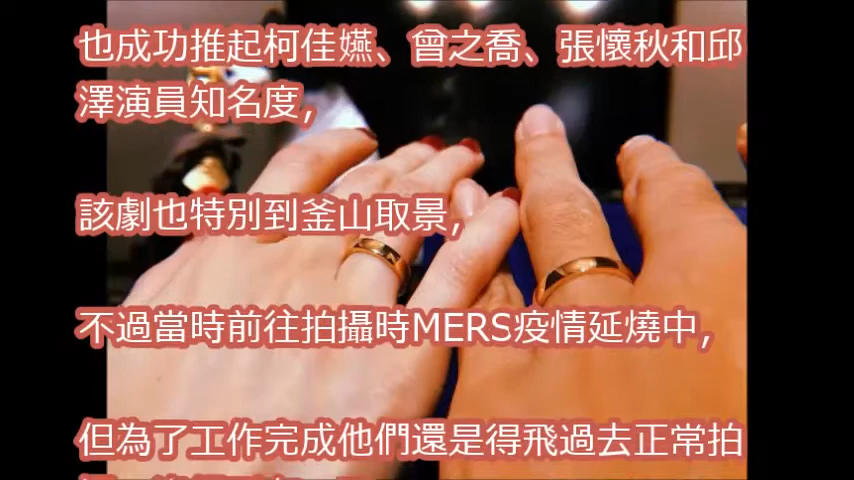 也成功推起柯佳嬿、曾之喬、張懷秋和邱
澤演員知名度，
該劇也特別到釜山取景，
不過當時前往拍攝時MERS疫情延燒中，
但為了工作完成他們還是得飛過去正常拍